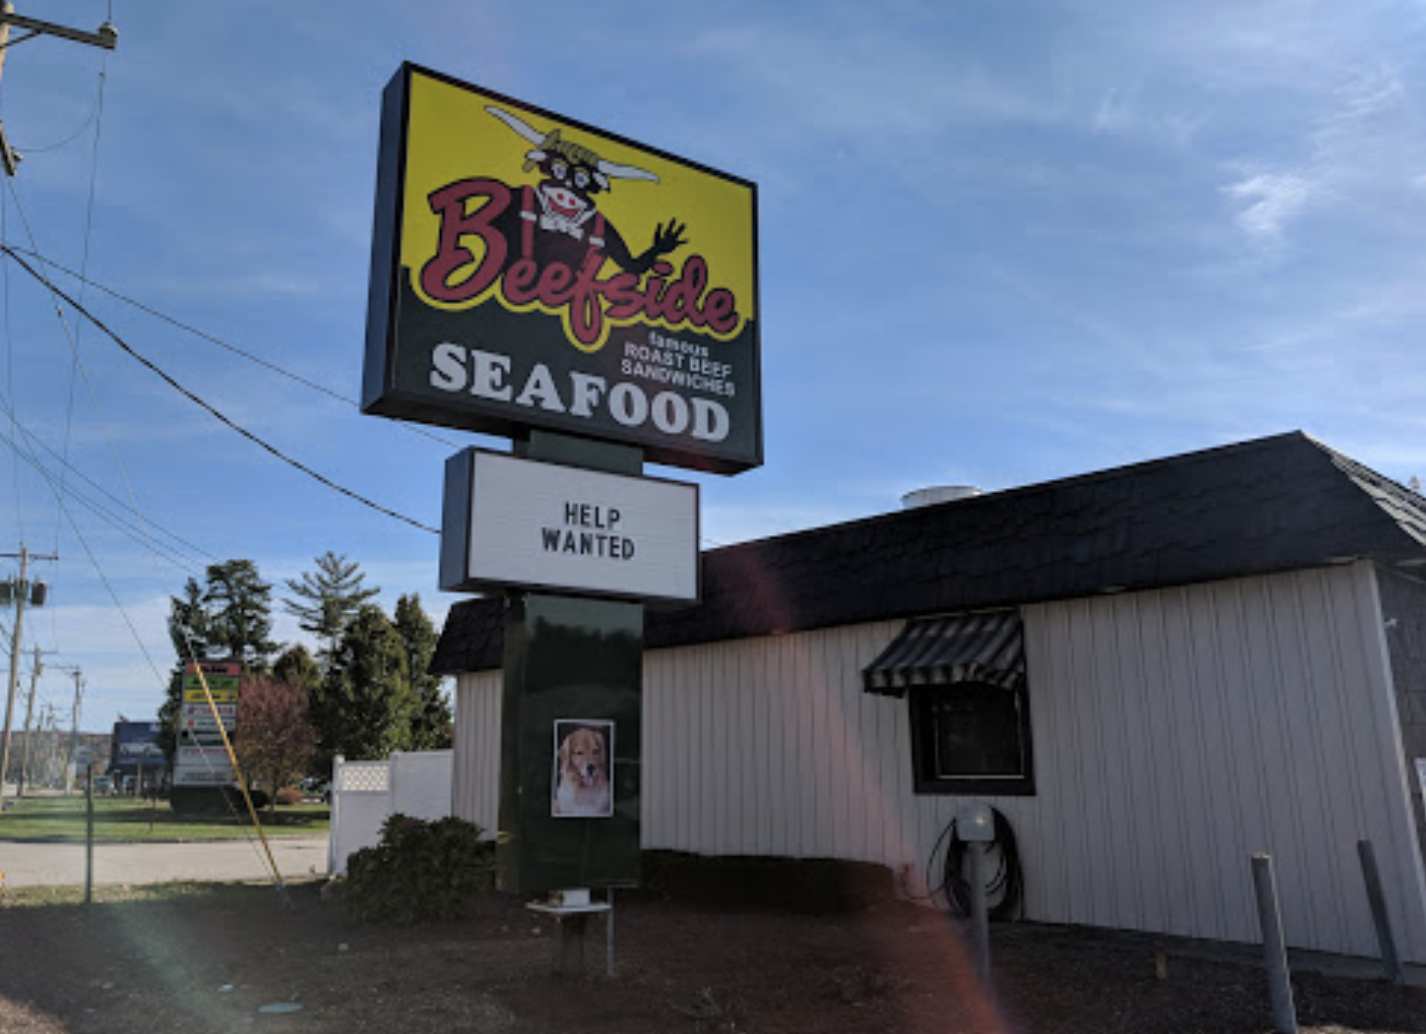 Beefside
famous
ROAST BEEF
SANDWICHES
SEAFOOD
HELP
WANTED